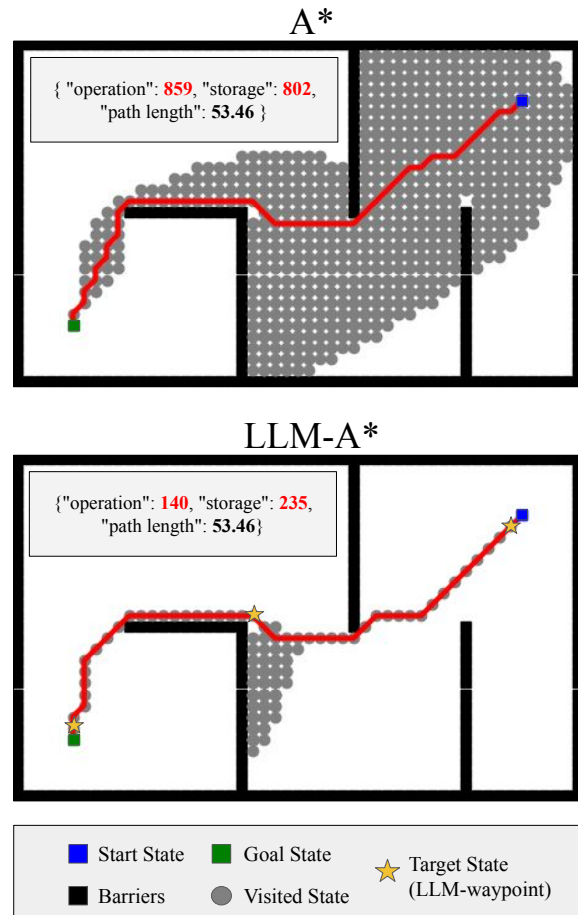 A*
{ "operation": 859, "storage": 802,
"path length": 53.46 }
LLM-A*
{"operation": 140, "storage": 235,
"path length": 53.46}
Start State
Goal State
Target State
(LLM-waypoint)
Barriers
Visited State